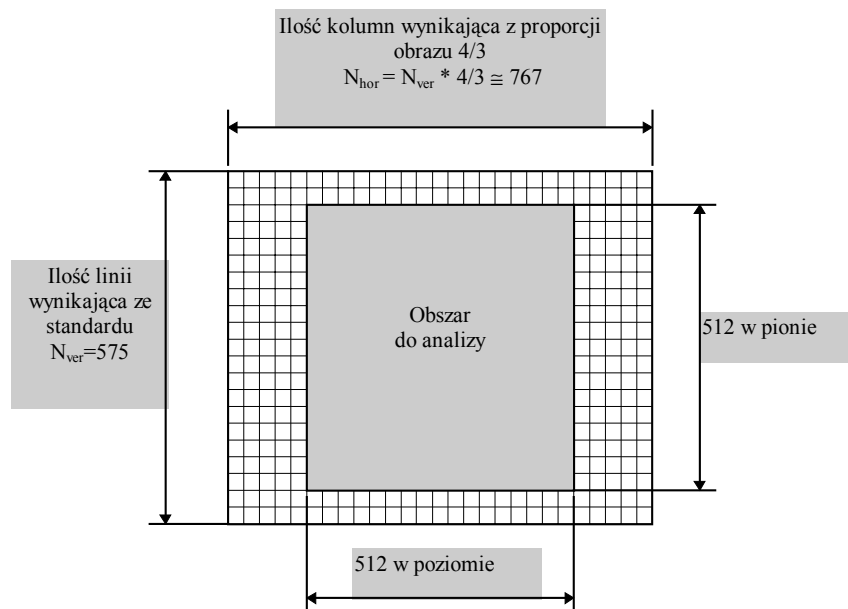 Ilość kolumn wynikająca z proporcji
obrazu 4/3
Nhor = Nver * 4/3 ≅ 767
Ilość linii
wynikająca ze
standardu
Nver=575
Obszar
do analizy
512 w pionie
512 w poziomie